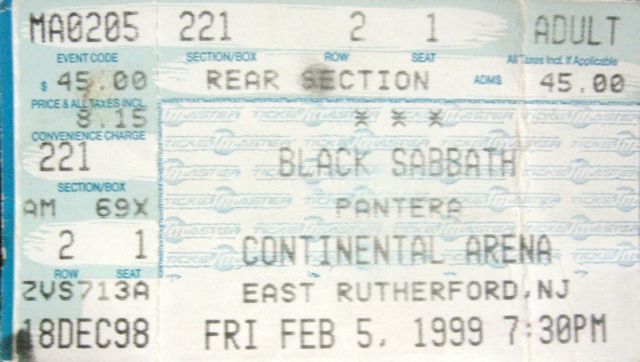 MA0205 221 2 1 ADULT
EVENT CODE SECTION/BOX ROW SEAT All Taxes Incl. If Applicable
$ 45.00 REAR SECTION ADMS 45.00
PRICE & ALL TAXES INCL.
8.15 * * *
CONVENIENCE CHARGE
221 BLACK SABBATH
SECTION/BOX
AM 69X PANTERA
2 1 CONTINENTAL ARENA
ROW SEAT
ZVS713A EAST RUTHERFORD,NJ
18DEC98 FRI FEB 5, 1999 7:30PM